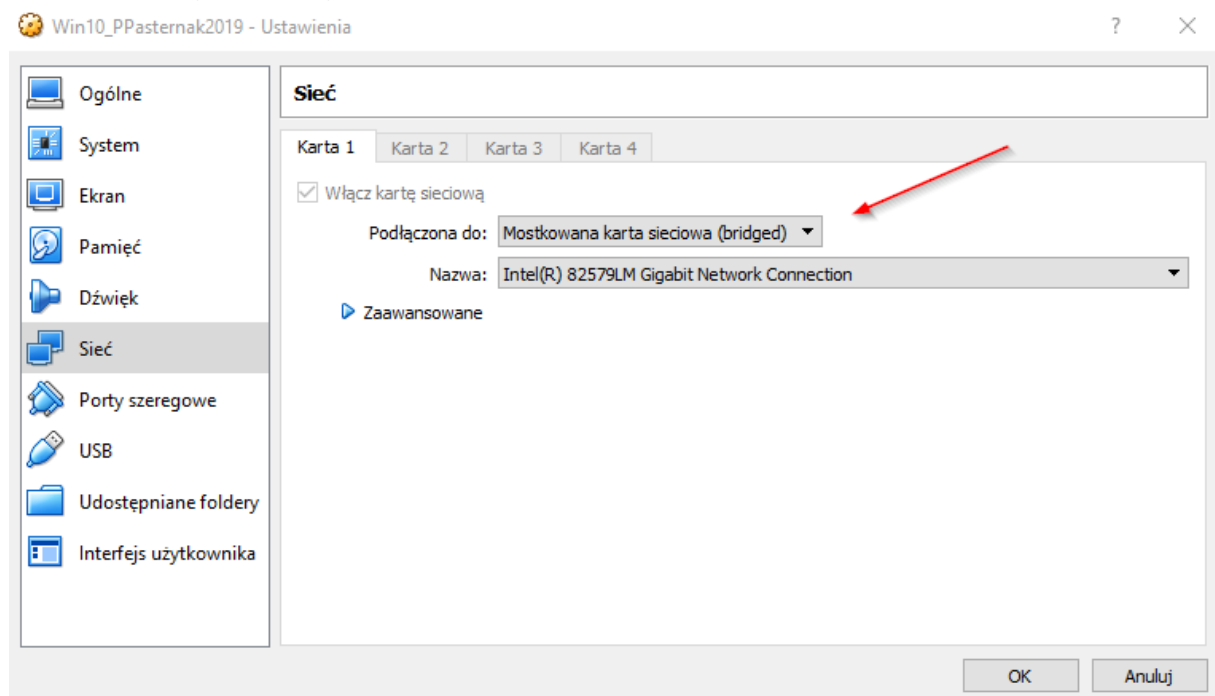 Win10_PPasternak2019 - Ustawienia
?
Ogólne
System
Ekran
Pamięć
Dźwięk
Sieć
Porty szeregowe
USB
Udostępniane foldery
Interfejs użytkownika
Sieć
Karta 1 Karta 2 Karta 3 Karta 4
Włącz kartę sieciową
Podłączona do: Mostkowana karta sieciowa (bridged)
Nazwa: Intel(R) 82579LM Gigabit Network Connection
Zaawansowane
OK Anuluj